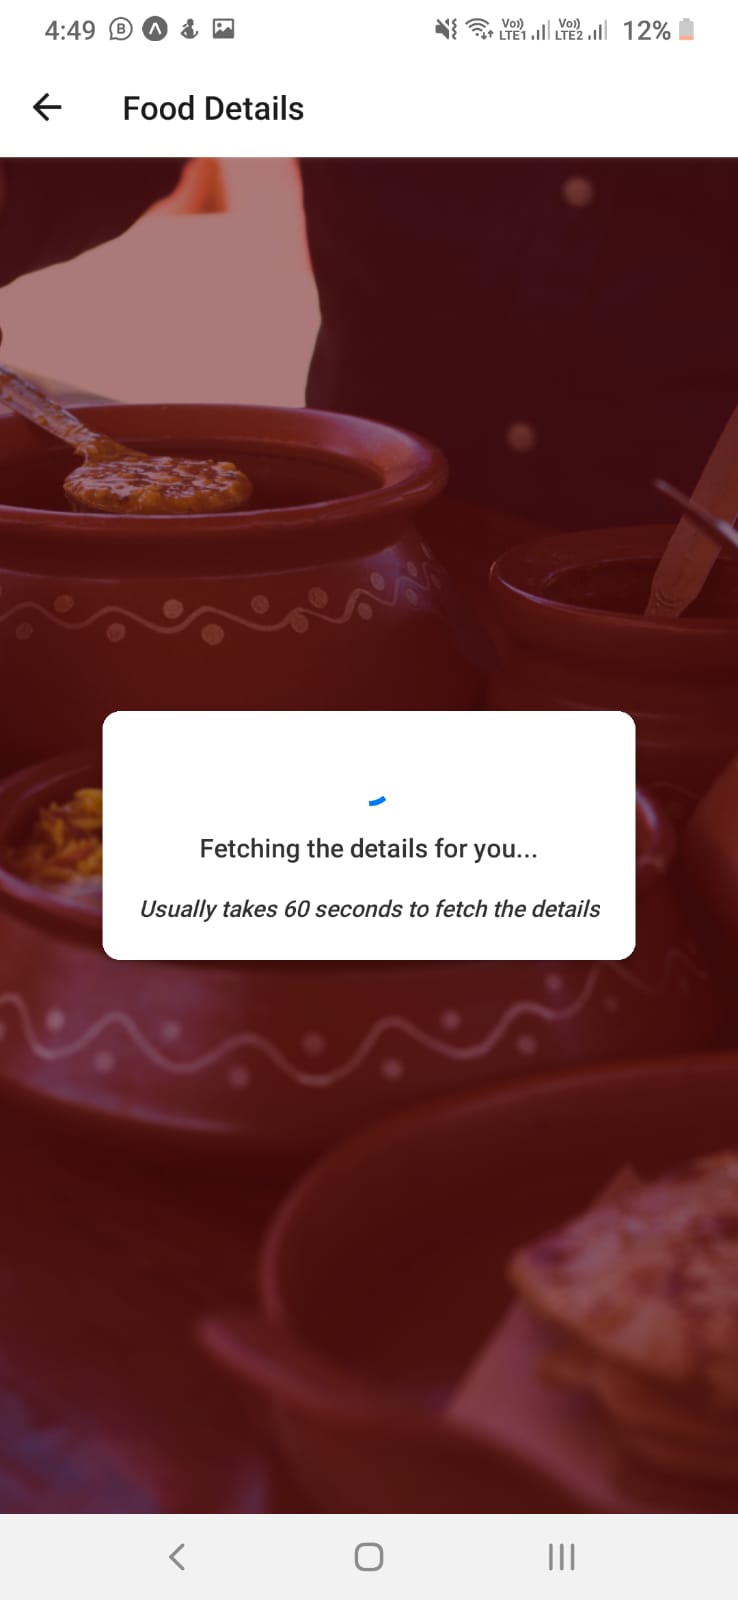 4:49 B Vo)) LTE1 Vo)) LTE2 12%
Food Details
Fetching the details for you...
Usually takes 60 seconds to fetch the details